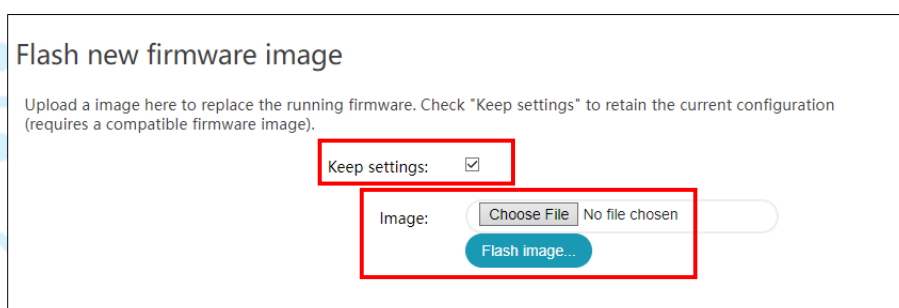 Flash new firmware image
Upload a image here to replace the running firmware. Check "Keep settings" to retain the current configuration
(requires a compatible firmware image).
Keep settings:
Image: Choose File No file chosen
Flash image...